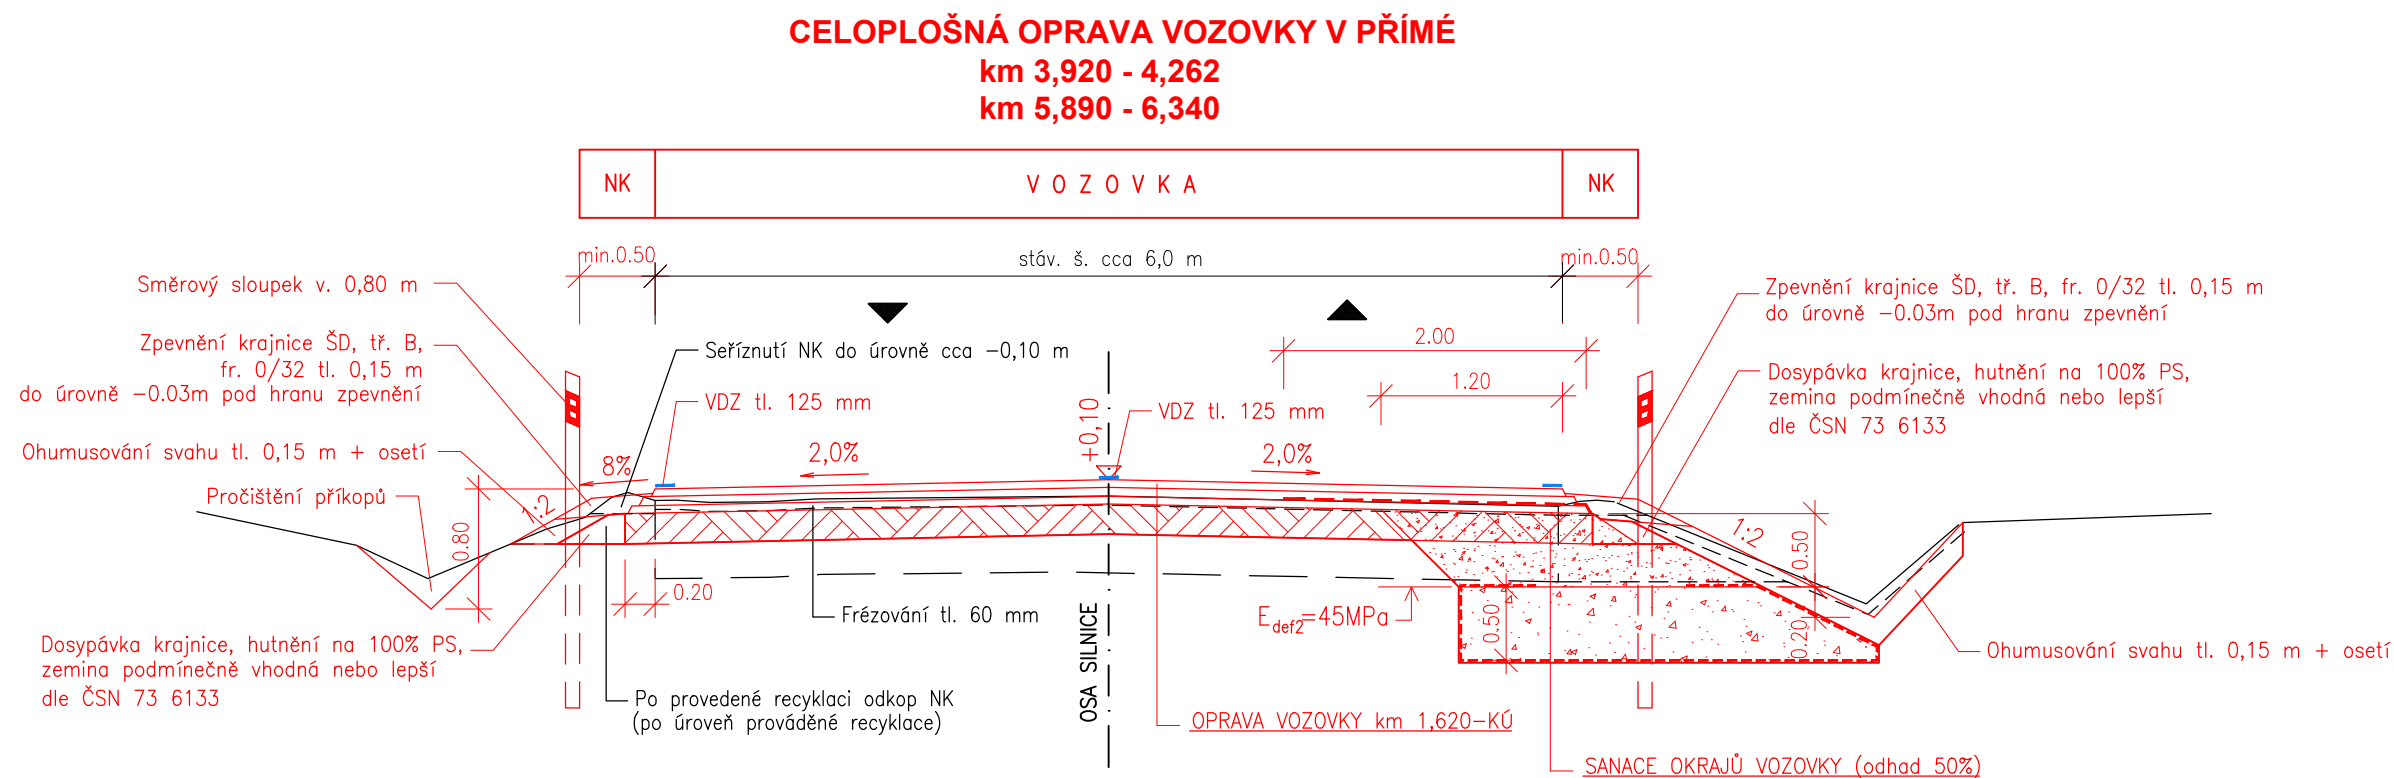 CELOPLOŠNÁ OPRAVA VOZOVKY V PŘÍMÉ
km 3,920 - 4,262
km 5,890 - 6,340
NK
V O Z O V K A
NK
min.0.50
stáv. š. cca 6,0 m
min.0.50
Směrový sloupek v. 0,80 m
Zpevnění krajnice ŠD, tř. B,
fr. 0/32 tl. 0,15 m
do úrovně -0.03m pod hranu zpevnění
Ohumusování svahu tl. 0,15 m + osetí
Pročištění příkopů
Seříznutí NK do úrovně cca -0,10 m
VDZ tl. 125 mm
+0,10
VDZ tl. 125 mm
2.00
1.20
Zpevnění krajnice ŠD, tř. B, fr. 0/32 tl. 0,15 m
do úrovně -0.03m pod hranu zpevnění
Dosypávka krajnice, hutnění na 100% PS,
zemina podmínečně vhodná nebo lepší
dle ČSN 73 6133
8%
2,0%
2,0%
1:2
1:2
0.80
0.50
0.20
0.20
0.50
Frézování tl. 60 mm
Edef2=45MPa
OSA SILNICE
Dosypávka krajnice, hutnění na 100% PS,
zemina podmínečně vhodná nebo lepší
dle ČSN 73 6133
Po provedené recyklaci odkop NK
(po úroveň prováděné recyklace)
OPRAVA VOZOVKY km 1,620-KÚ
Ohumusování svahu tl. 0,15 m + osetí
SANACE OKRAJŮ VOZOVKY (odhad 50%)